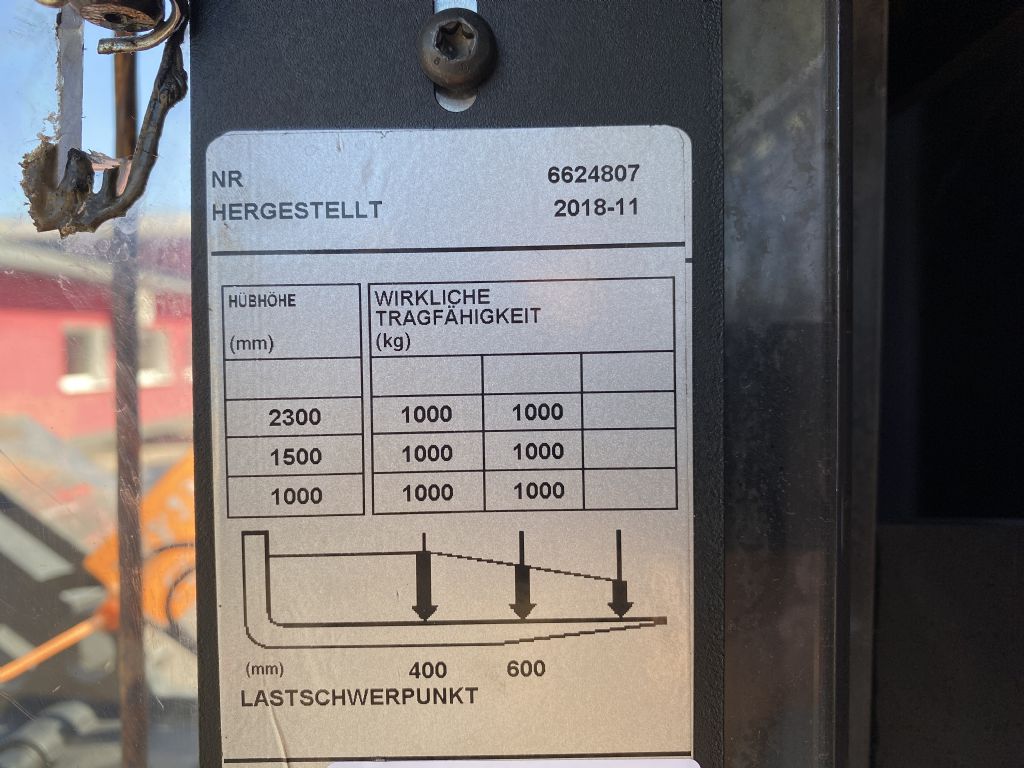 NR 6624807
HERGESTELLT 2018-11
HÜBHÖHE
(mm)
WIRKLICHE
TRAGFÄHIGKEIT
(kg)
2300 1000 1000
1500 1000 1000
1000 1000 1000
(mm) 400 600
LASTSCHWERPUNKT